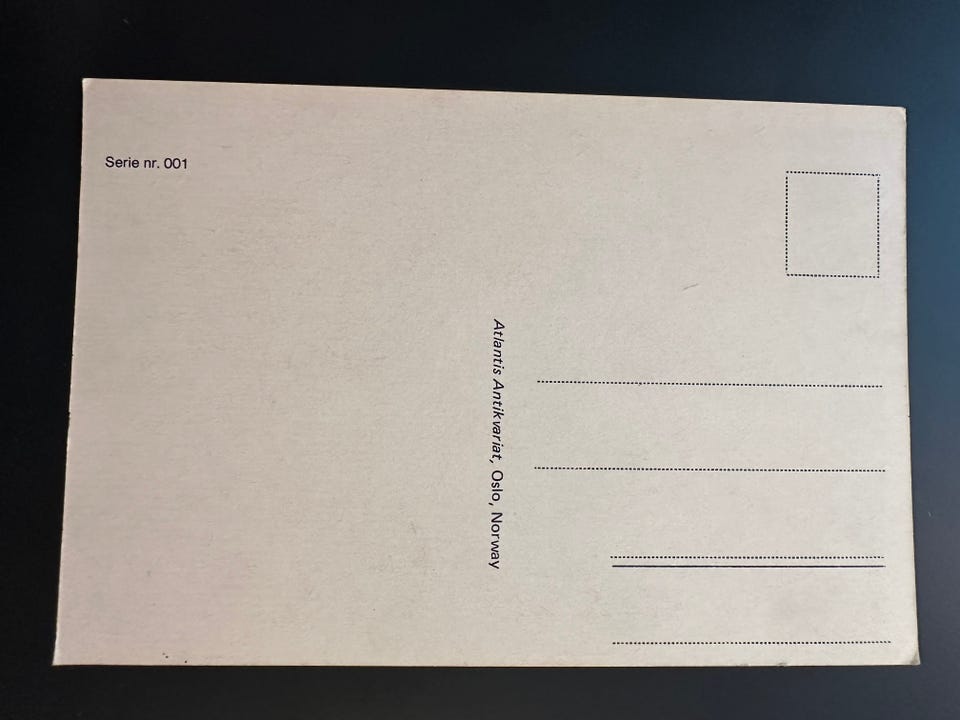 Serie nr. 001
Atlantis Antikvariat, Oslo, Norway